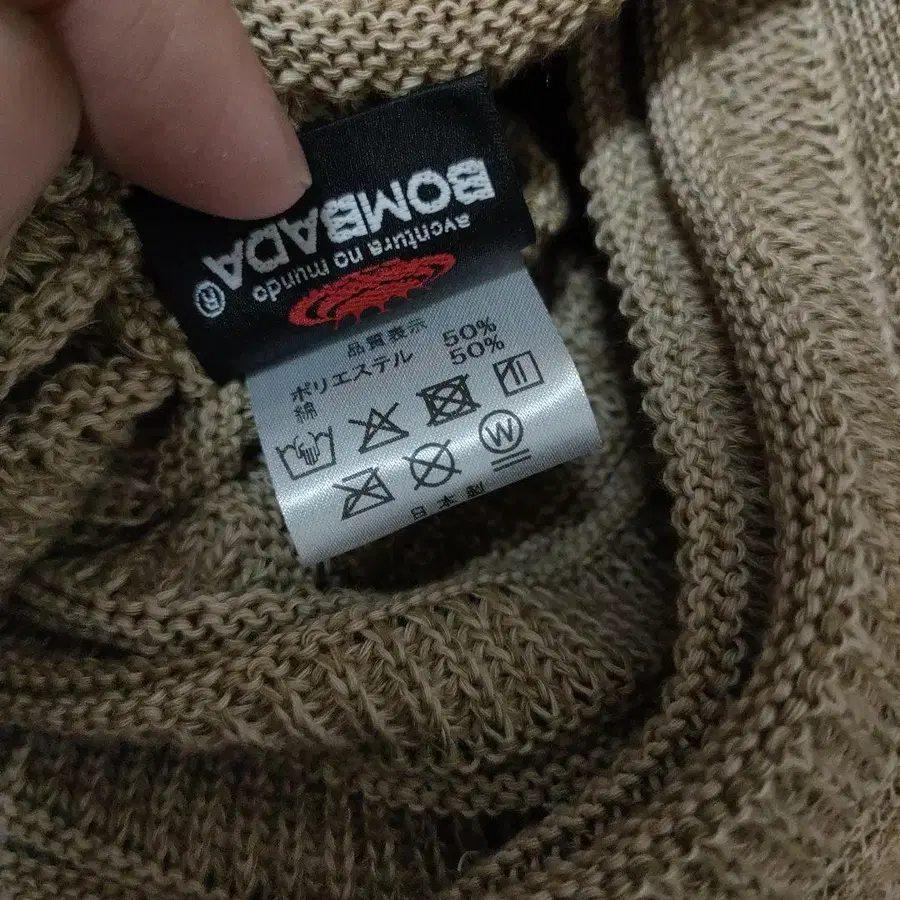 BOMBADA®
aventura no mundo
品質表示
ポリエステル 50%
綿 50%
W
日本製